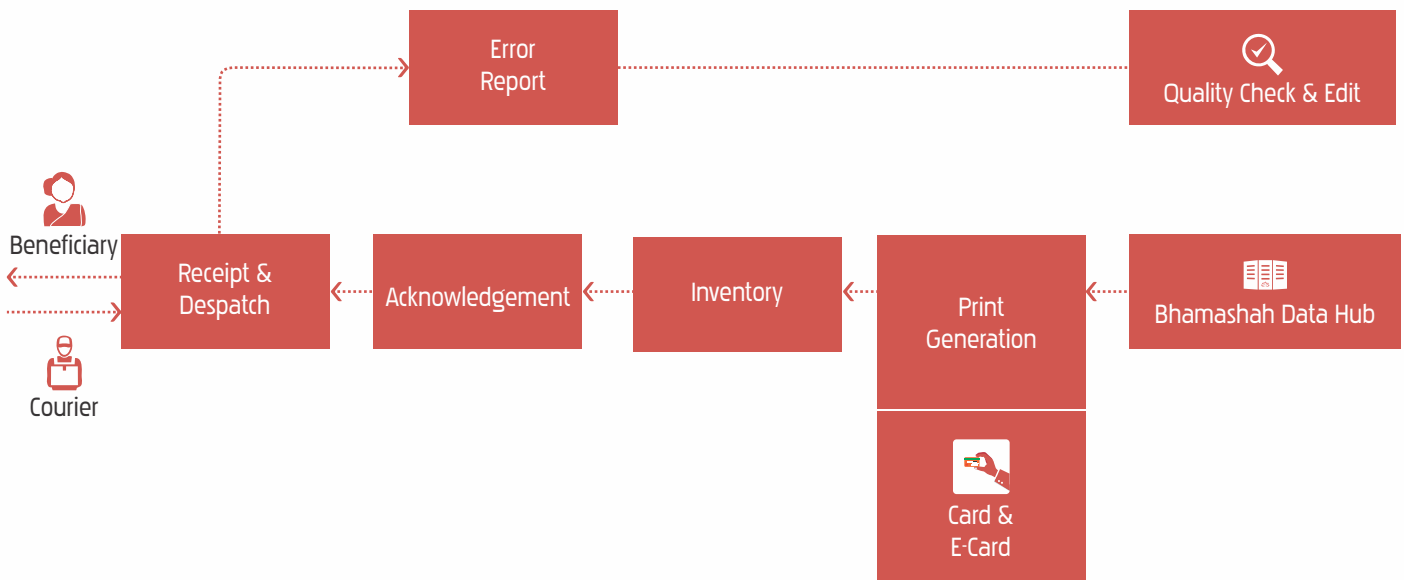 Error
Report
Quality Check & Edit
Beneficiary
Receipt &
Despatch
Acknowledgement
Inventory
Print
Generation
Bhamashah Data Hub
Courier
Card &
E-Card